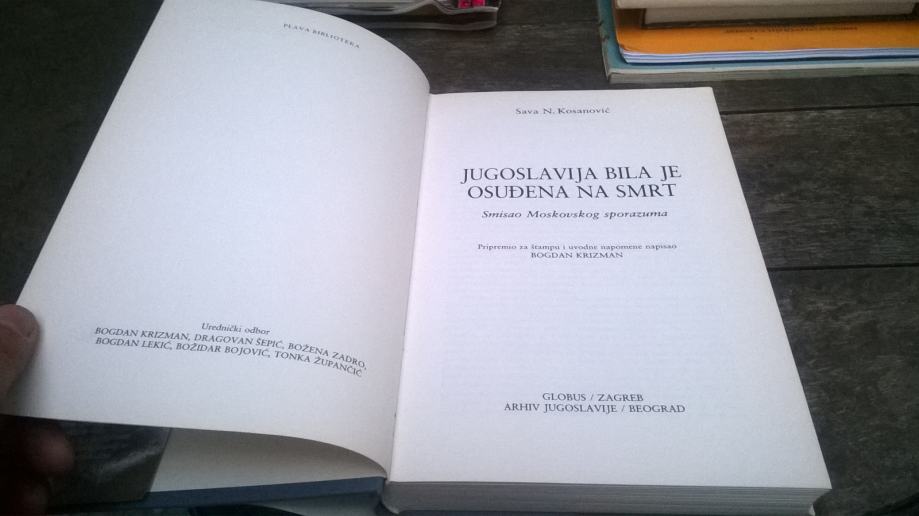 PLAVA BIBLIOTEKA
Urednički odbor
BOGDAN KRIZMAN, DRAGOVAN ŠEPIĆ, BOŽENA ZADRO,
BOGDAN LEKIĆ, BOŽIDAR BOJOVIĆ, TONKA ŽUPANČIĆ
Sava N. Kosanović
JUGOSLAVIJA BILA JE
OSUĐENA NA SMRT
Smisao Moskovskog sporazuma
Pripremio za štampu i uvodne napomene napisao
BOGDAN KRIZMAN
GLOBUS / ZAGREB
ARHIV JUGOSLAVIJE / BEOGRAD